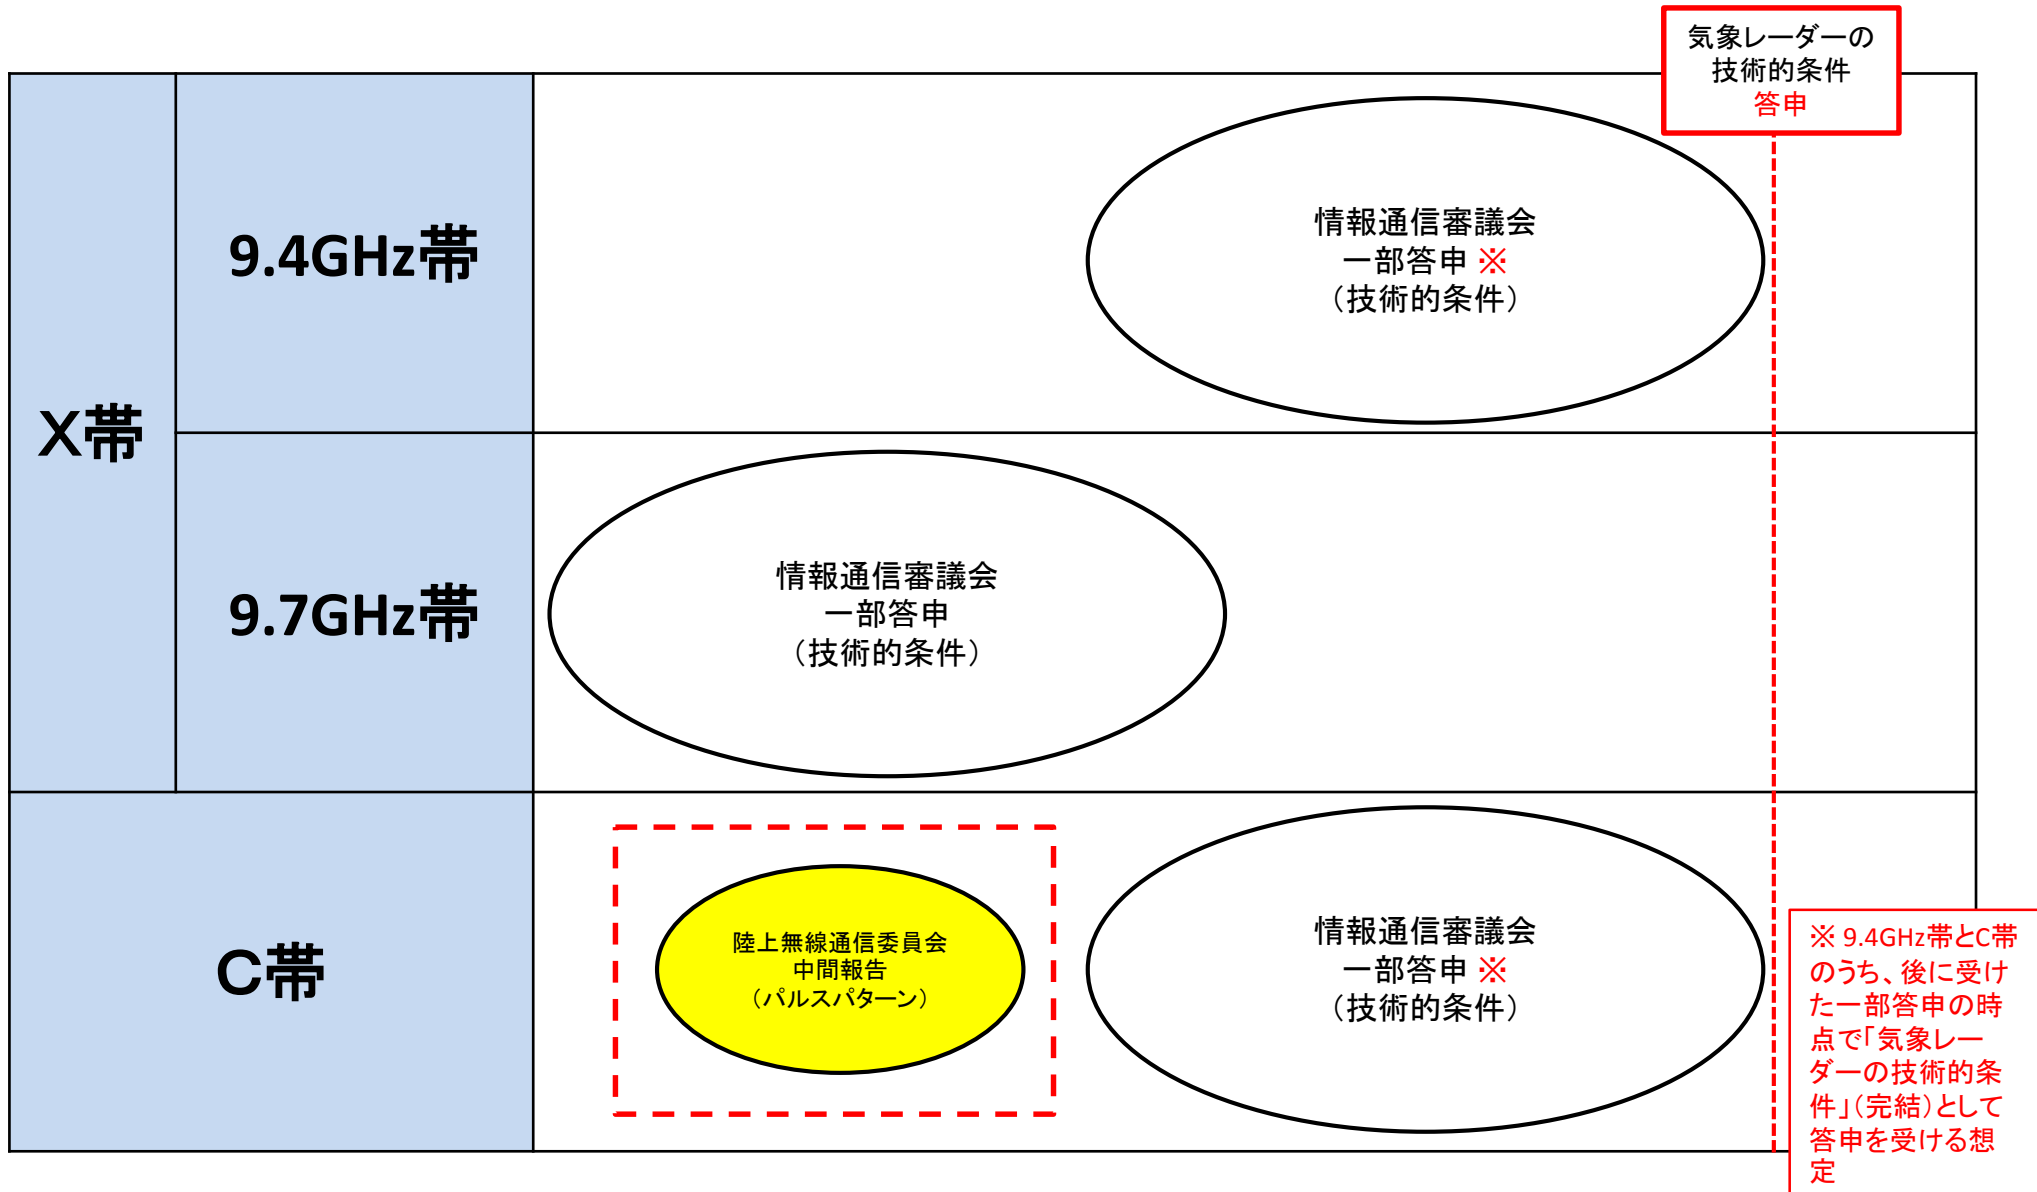 気象レーダーの
技術的条件
答申
X帯
9.4GHz帯
情報通信審議会
一部答申 ※
（技術的条件）
9.7GHz帯
情報通信審議会
一部答申
（技術的条件）
C帯
陸上無線通信委員会
中間報告
（パルスパターン）
情報通信審議会
一部答申 ※
（技術的条件）
※ 9.4GHz帯とC帯
のうち、後に受け
た一部答申の時
点で「気象レー
ダーの技術的条
件」（完結）として
答申を受ける想
定